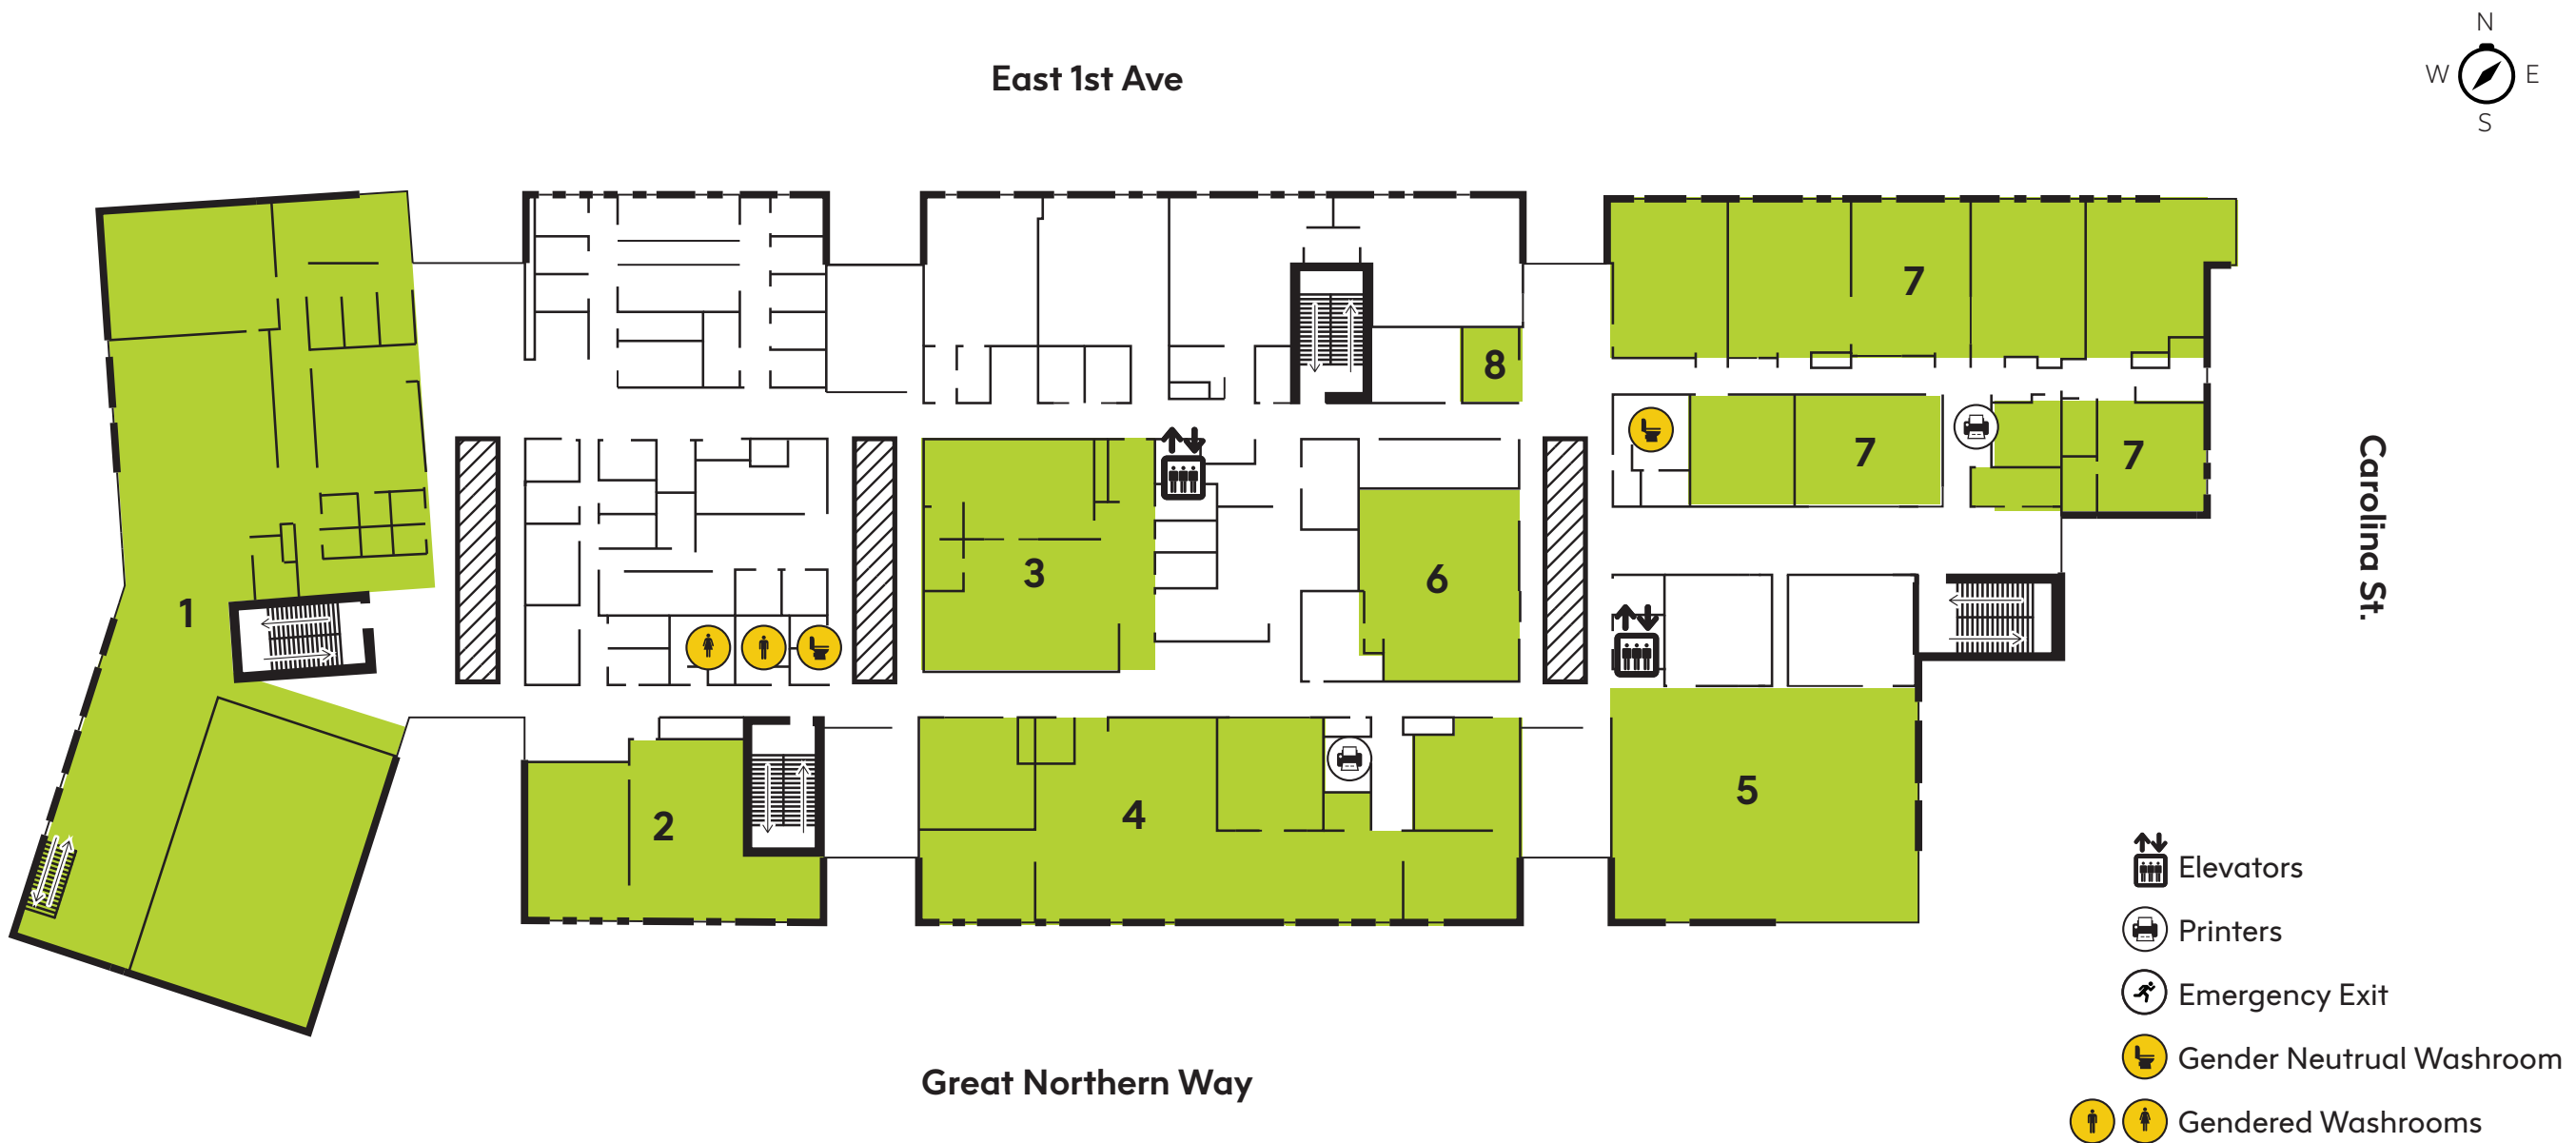 N
East 1st Ave
W E
S
7
8
7
7
3
6
1
Carolina St.
5
4
2
Elevators
Printers
Emergency Exit
Great Northern Way
Gender Neutrual Washroom
Gendered Washrooms